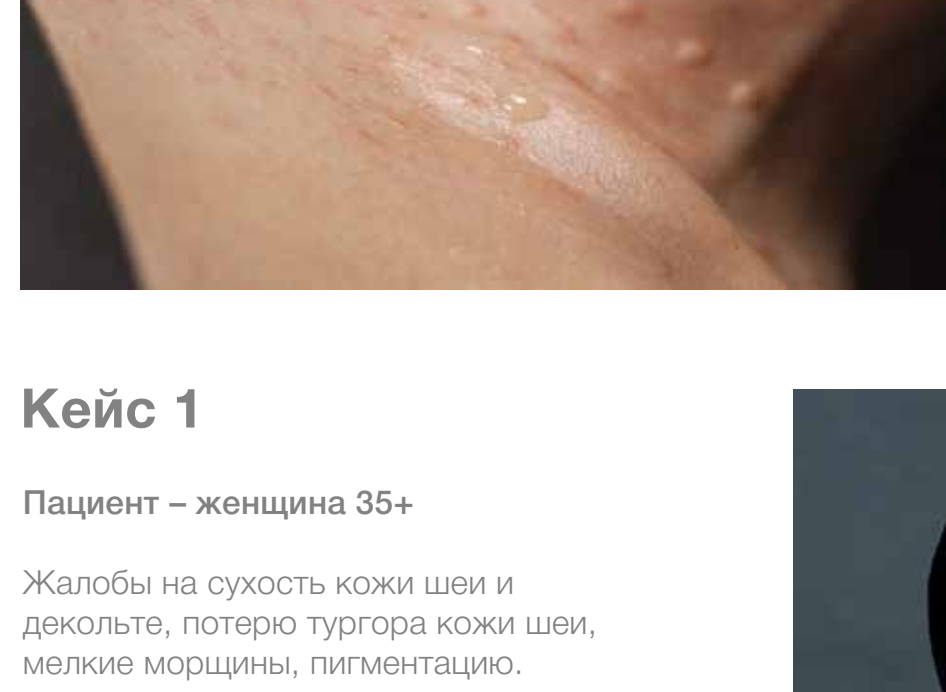 Кейс 1
Пациент – женщина 35+
Жалобы на сухость кожи шеи и
декольте, потерю тургора кожи шеи,
мелкие морщины, пигментацию.